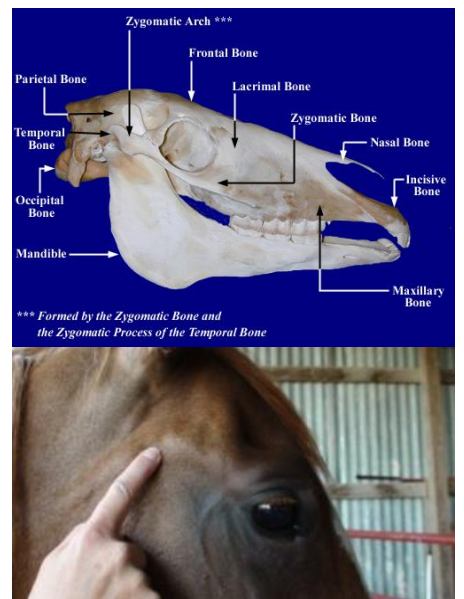 Zygomatic Arch ***
Frontal Bone
Parietal Bone
Lacrimal Bone
Zygomatic Bone
Temporal
Bone
Nasal Bone
Incisive
Bone
Occipital
Bone
Mandible
Maxillary
Bone
*** Formed by the Zygomatic Bone and
the Zygomatic Process of the Temporal Bone